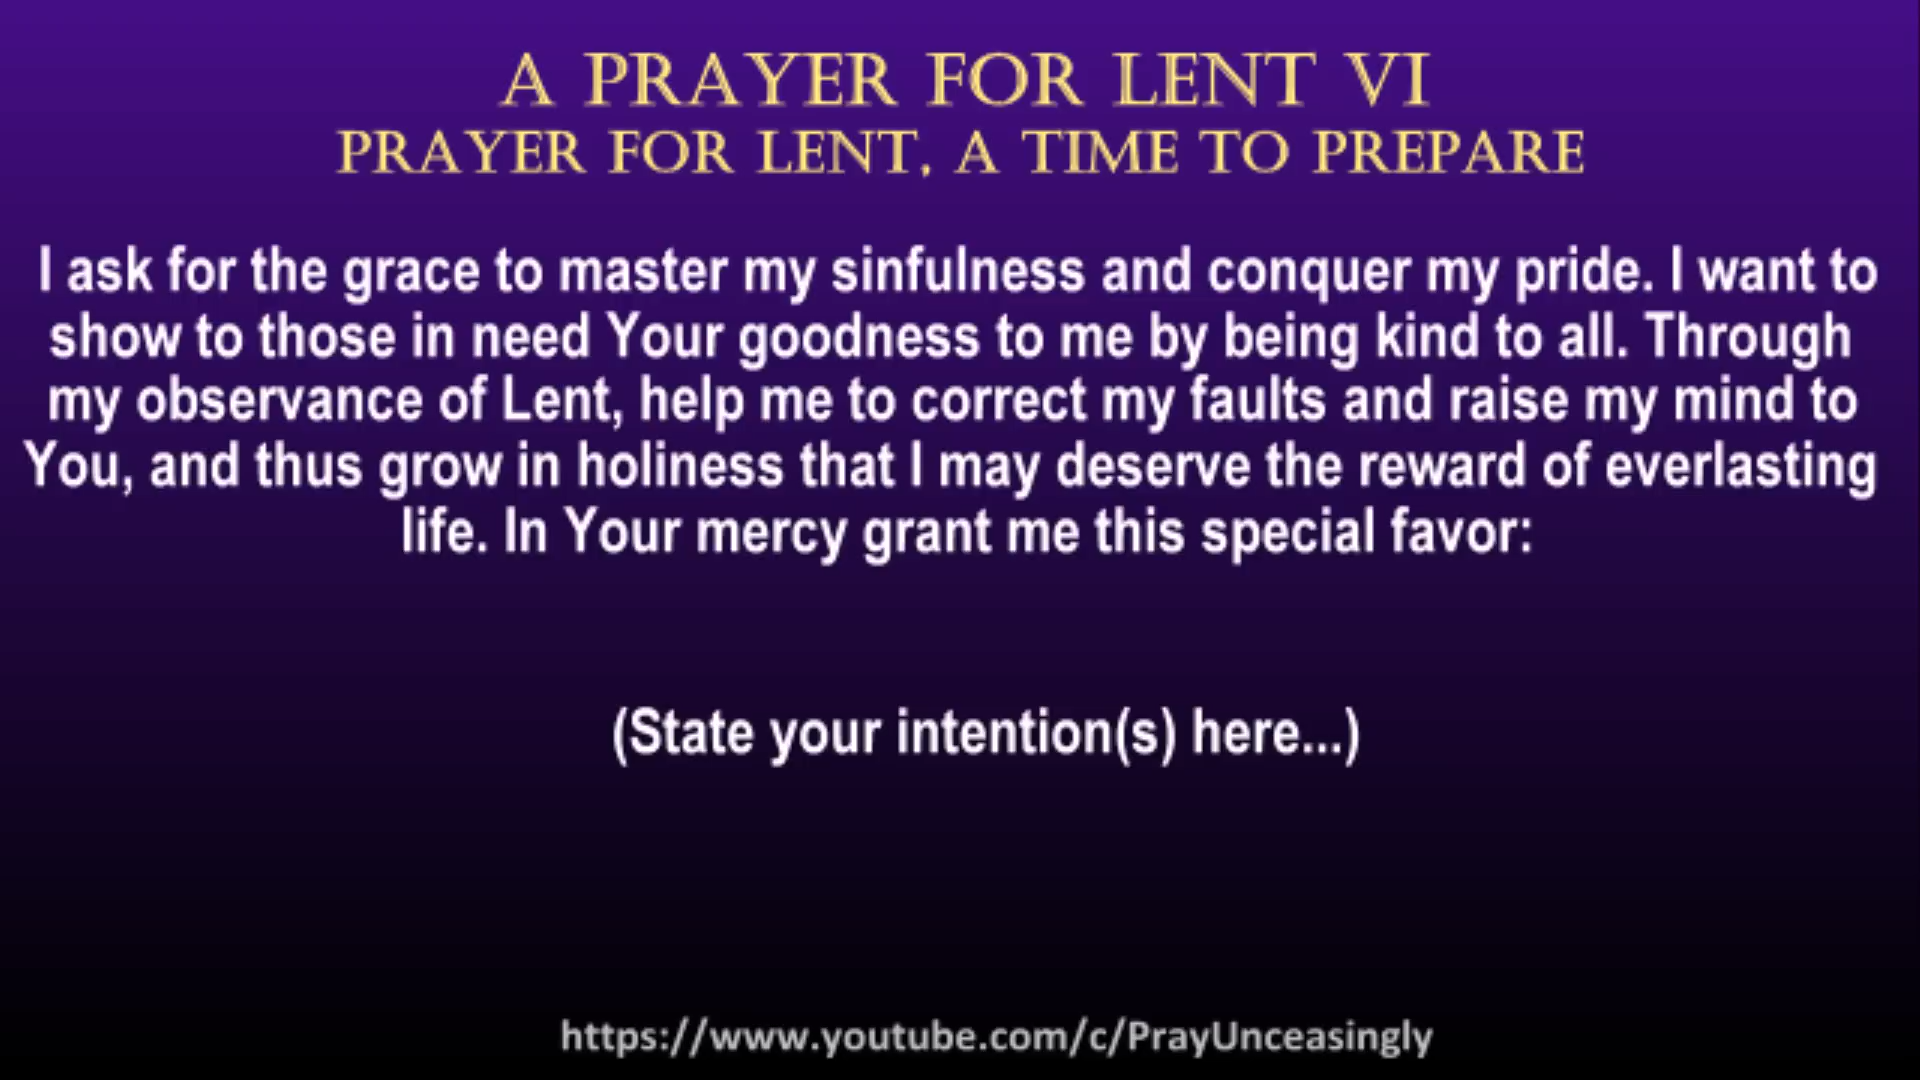 A PRAYER FOR LENT VI
PRAYER FOR LENT, A TIME TO PREPARE
I ask for the grace to master my sinfulness and conquer my pride. I want to
show to those in need Your goodness to me by being kind to all. Through
my observance of Lent, help me to correct my faults and raise my mind to
You, and thus grow in holiness that I may deserve the reward of everlasting
life. In Your mercy grant me this special favor:
(State your intention(s) here...)
https://www.youtube.com/c/PrayUnceasingly